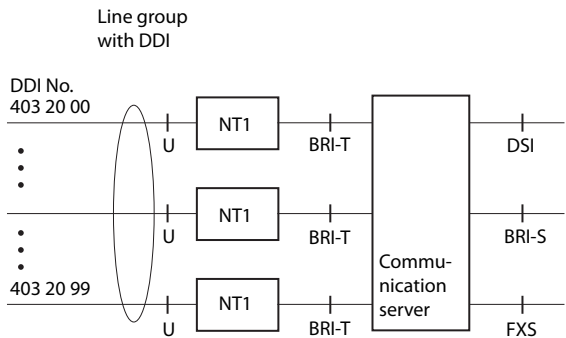 Line group
with DDI
DDI No.
403 20 00
NT1
U
BRI-T
DSI
NT1
U
BRI-T
BRI-S
Commu-
nication
server
403 20 99
NT1
U
BRI-T
FXS